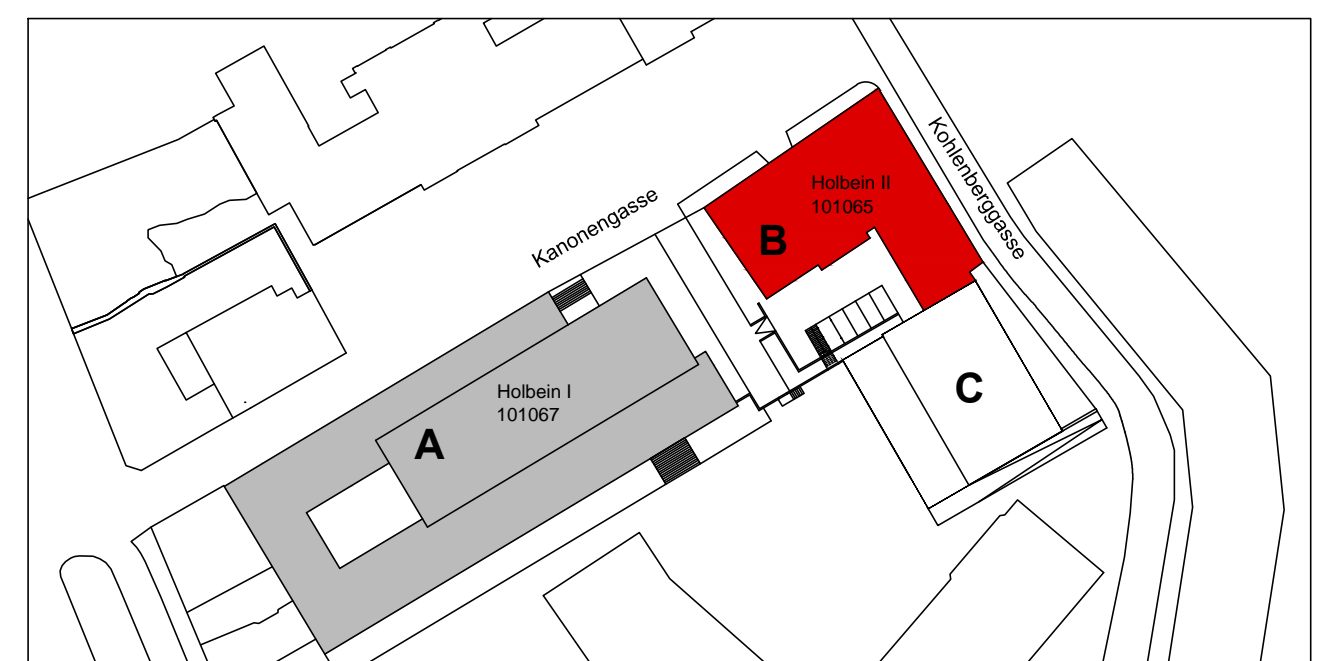 Kohlenberggasse
Holbein II
101065
Kanonengasse
B
Holbein I
101067
C
A